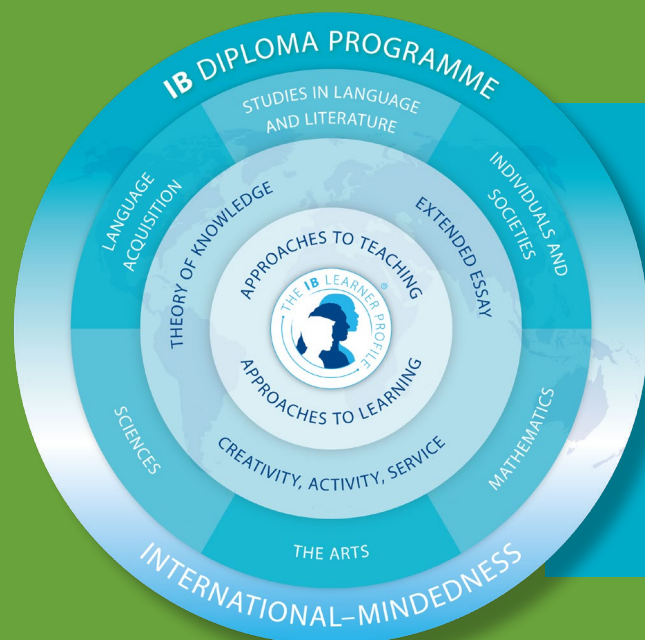 IB DIPLOMA PROGRAMME
STUDIES IN LANGUAGE
AND LITERATURE
LANGUAGE
ACQUISITION
INDIVIDUALS AND
SOCIETIES
THEORY OF KNOWLEDGE
EXTENDED ESSAY
APPROACHES TO TEACHING
THE IB LEARNER PROFILE
®
APPROACHES TO LEARNING
SCIENCES
MATHEMATICS
CREATIVITY, ACTIVITY, SERVICE
THE ARTS
INTERNATIONAL–MINDEDNESS